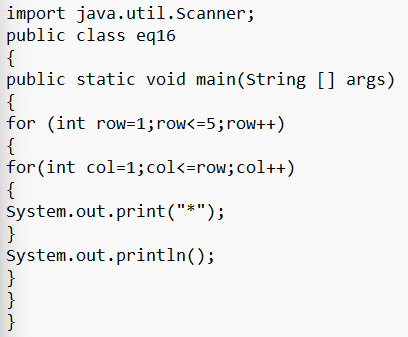 import java.util.Scanner;
public class eq16
{
public static void main(String [] args)
{
for (int row=1;row<=5;row++)
{
for(int col=1;col<=row;col++)
{
System.out.print("*");
}
System.out.println();
}
}
}